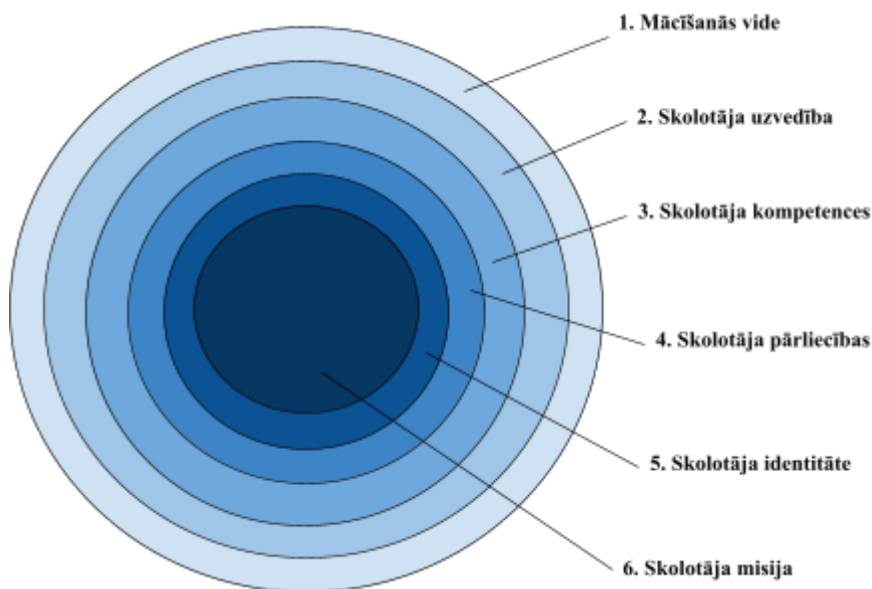 1. Mācīšanās vide
2. Skolotāja uzvedība
3. Skolotāja kompetences
4. Skolotāja pārliecības
5. Skolotāja identitāte
6. Skolotāja misija